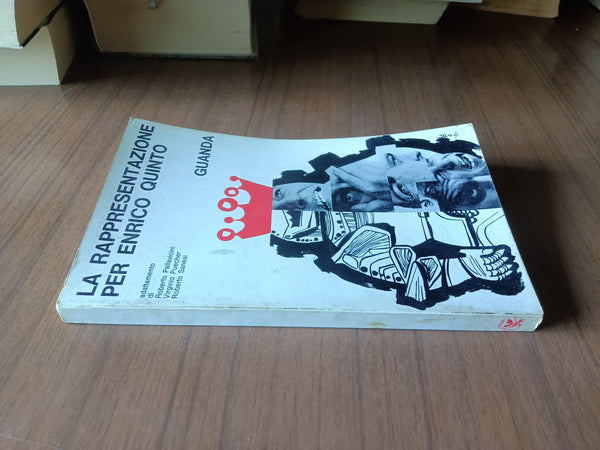 LA RAPPRESENTAZIONE
PER ENRICO QUINTO
GUANDA
adattamento
di
Roberto Pallavicini
Virginio Puecher
Roberto Sanesi